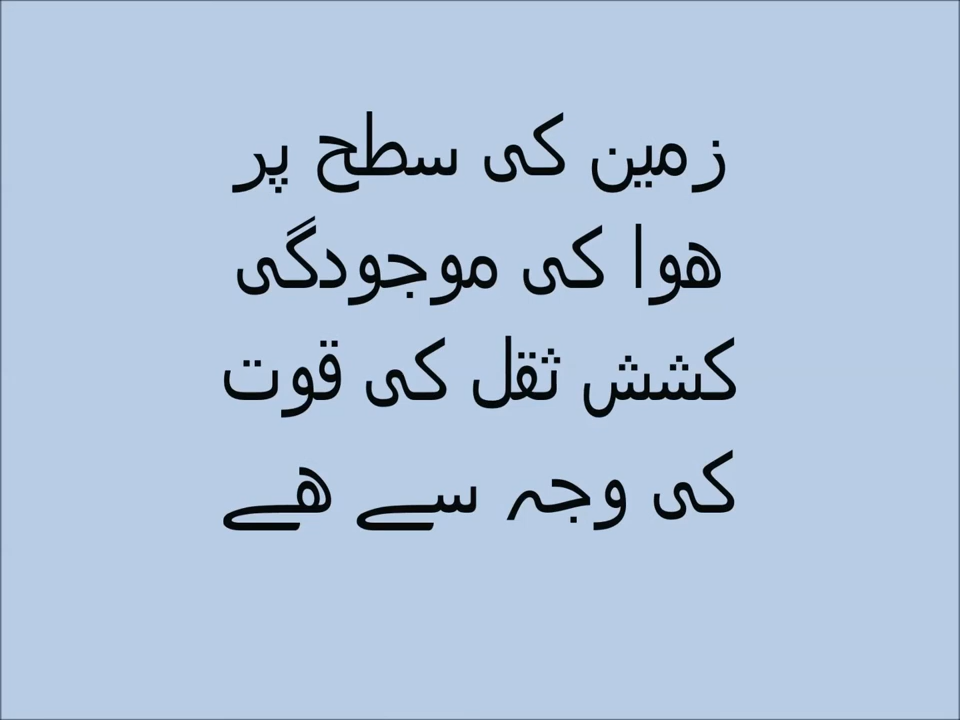 زمین کی سطح پر
ھوا کی موجودگی
کشش ثقل کی قوت
کی وجہ سے ھے